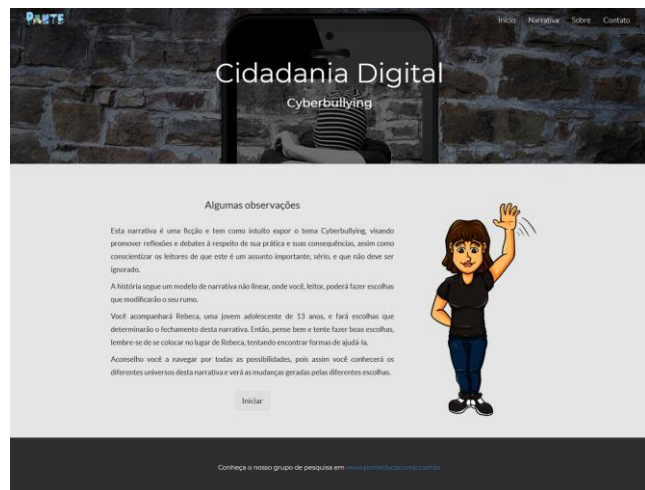 PONTE
Início Narrativa Sobre Contato
Cidadania Digital
Cyberbullying
Algumas observações
Esta narrativa é uma ficção e tem como intuito expor o tema Cyberbullying, visando
promover reflexões e debates à respeito de sua prática e suas consequências, assim como
conscientizar os leitores de que este é um assunto importante, sério, e que não deve ser
ignorado.
A história segue um modelo de narrativa não linear, onde você, leitor, poderá fazer escolhas
que modificarão o seu rumo.
Você acompanhará Rebeca, uma jovem adolescente de 13 anos, e fará escolhas que
determinarão o fechamento desta narrativa. Então, pense bem e tente fazer boas escolhas,
lembre-se de se colocar no lugar de Rebeca, tentando encontrar formas de ajudá-la.
Aconselho você a navegar por todas as possibilidades, pois assim você conhecerá os
diferentes universos desta narrativa e verá as mudanças geradas pelas diferentes escolhas.
Iniciar
Conheça o nosso grupo de pesquisa em www.ponteducacional.com.br